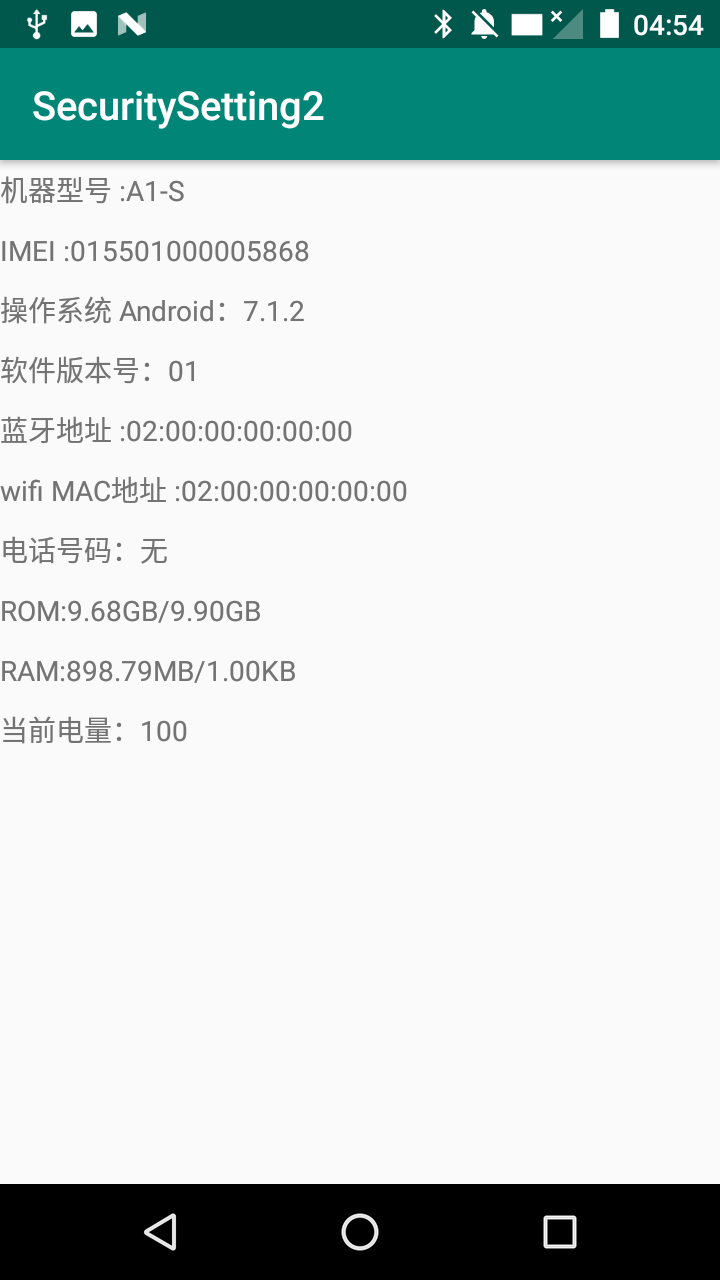 04:54
SecuritySetting2
机器型号 :A1-S
IMEI :015501000005868
操作系统 Android：7.1.2
软件版本号：01
蓝牙地址 :02:00:00:00:00:00
wifi MAC地址 :02:00:00:00:00:00
电话号码：无
ROM:9.68GB/9.90GB
RAM:898.79MB/1.00KB
当前电量：100